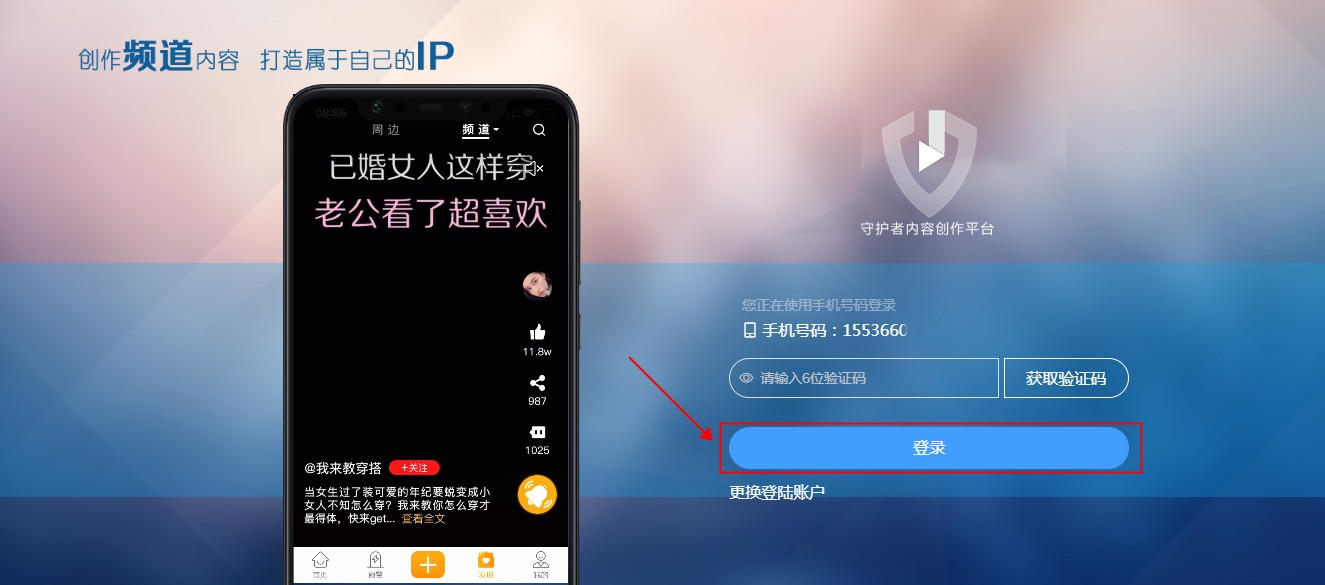 创作频道内容 打造属于自己的IP
周边
频道
已婚女人这样穿
老公看了超喜欢
11.8w
987
1025
@我来教穿搭
+关注
当女生过了装可爱的年纪要蜕变成小
女人不知怎么穿？我来教你怎么穿才
最得体，快来get... 查看全文
首页
预警
发现
我的
守护者内容创作平台
您正在使用手机号码登录
手机号码：1553660
请输入6位验证码
获取验证码
登录
更换登陆账户